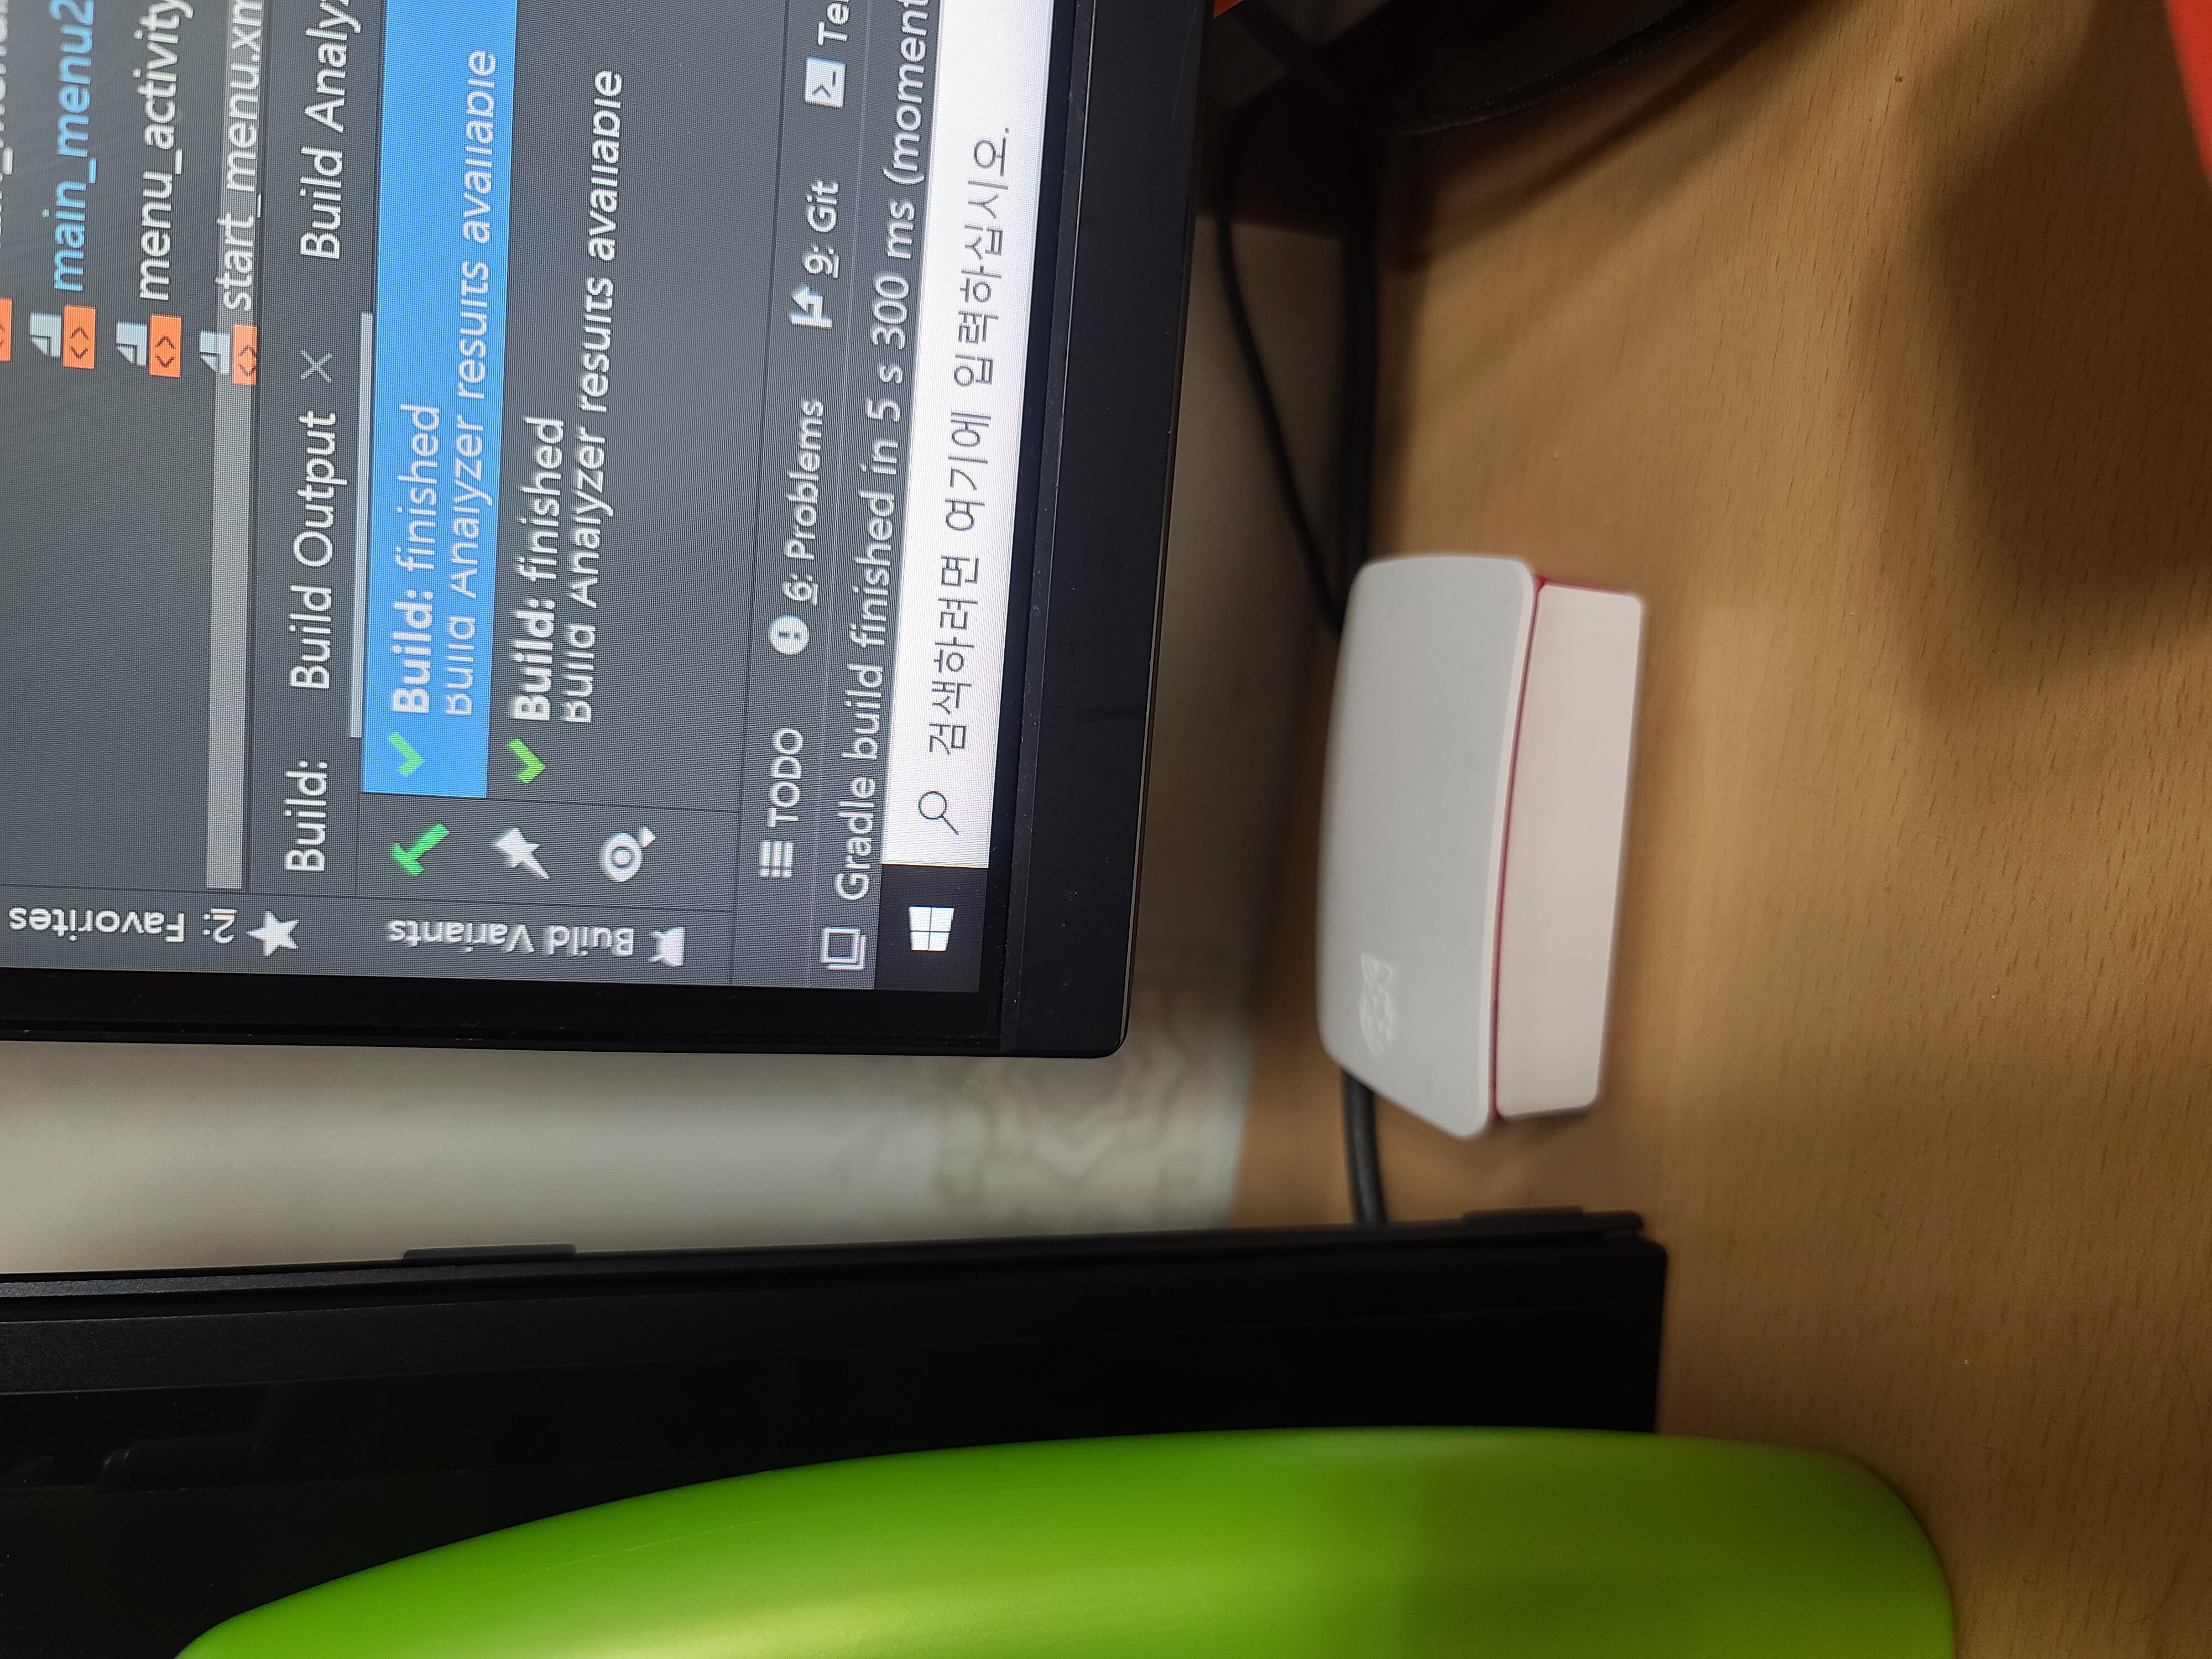 main_menu2
menu_activity
start_menu.xm
2: Favorites
Build Variants
Build:
Build Output
Build Analyz
Build: finished
Build Analyzer results available
Build: finished
Build Analyzer results available
TODO
6: Problems
9: Git
Te
Gradle build finished in 5 s 300 ms (moment
검색하려면 여기에 입력하십시오.